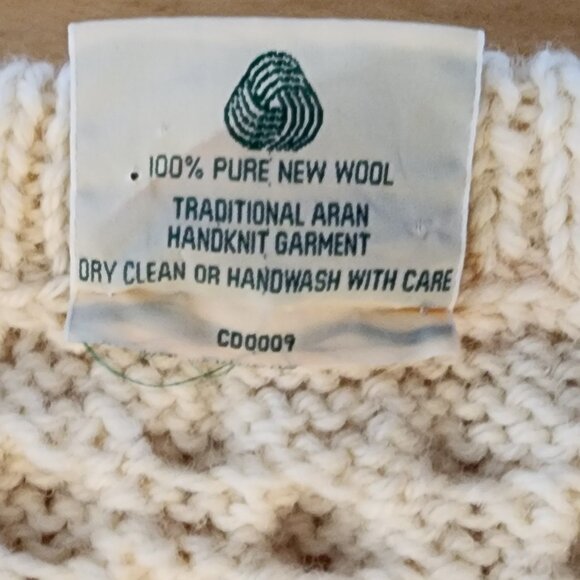 100% PURE NEW WOOL
TRADITIONAL ARAN
HANDKNIT GARMENT
DRY CLEAN OR HANDWASH WITH CARE
CD0009